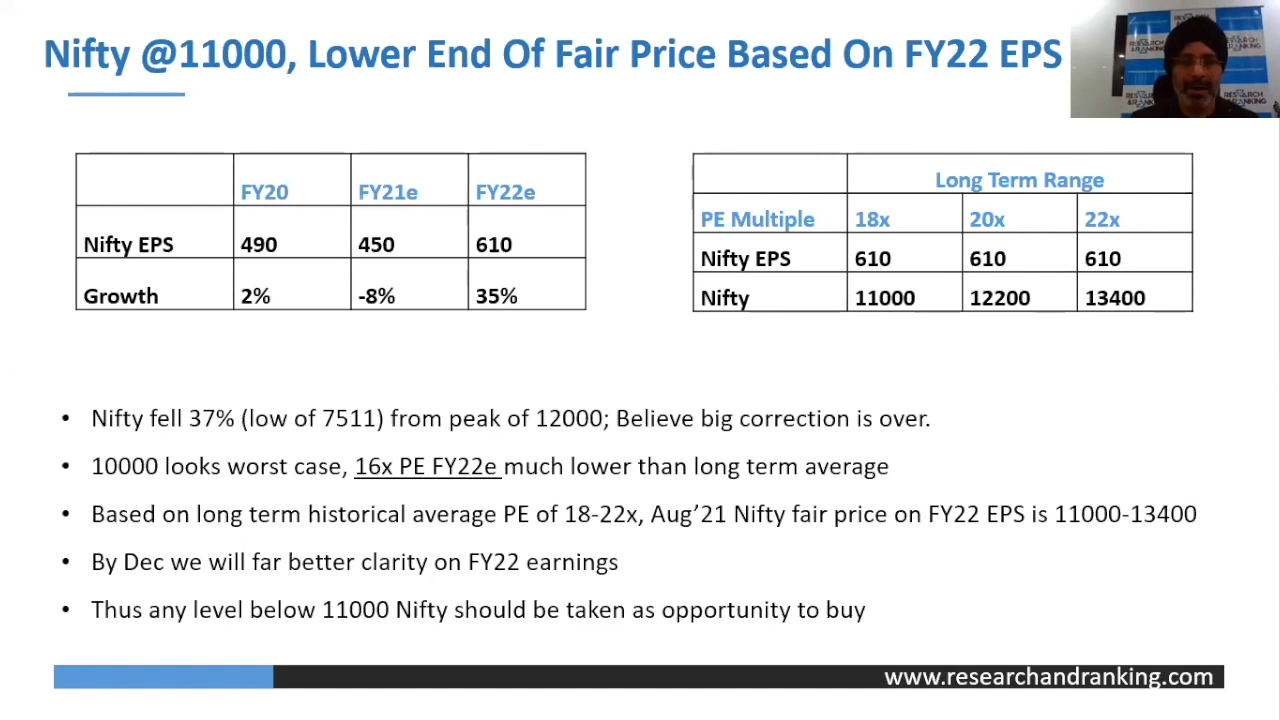 Nifty @11000, Lower End Of Fair Price Based On FY22 EPS
FY20 FY21e FY22e
Nifty EPS 490 450 610
Growth 2% -8% 35%
Long Term Range
PE Multiple 18x 20x 22x
Nifty EPS 610 610 610
Nifty 11000 12200 13400
• Nifty fell 37% (low of 7511) from peak of 12000; Believe big correction is over.
• 10000 looks worst case, 16x PE FY22e much lower than long term average
• Based on long term historical average PE of 18-22x, Aug’21 Nifty fair price on FY22 EPS is 11000-13400
• By Dec we will far better clarity on FY22 earnings
• Thus any level below 11000 Nifty should be taken as opportunity to buy
www.researchandranking.com